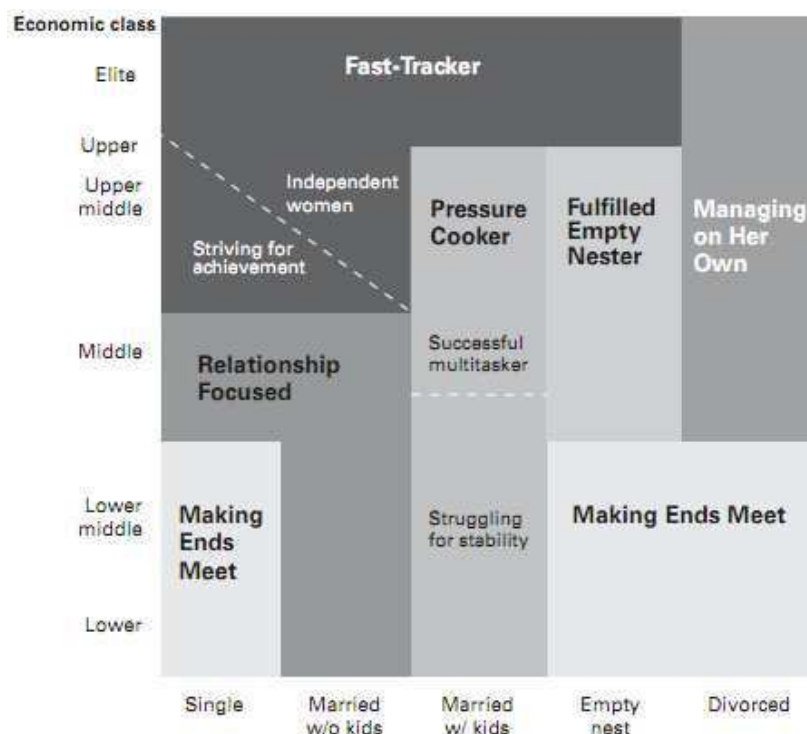 Economic class
Elite
Fast-Tracker
Upper
Upper
middle
Independent
women
Striving for
achievement
Pressure
Cooker
Fulfilled
Empty
Nester
Managing
on Her
Own
Middle
Relationship
Focused
Successful
multitasker
Lower
middle
Making
Ends
Meet
Struggling
for stability
Making Ends Meet
Lower
Single
Married
w/o kids
Married
w/ kids
Empty
nest
Divorced